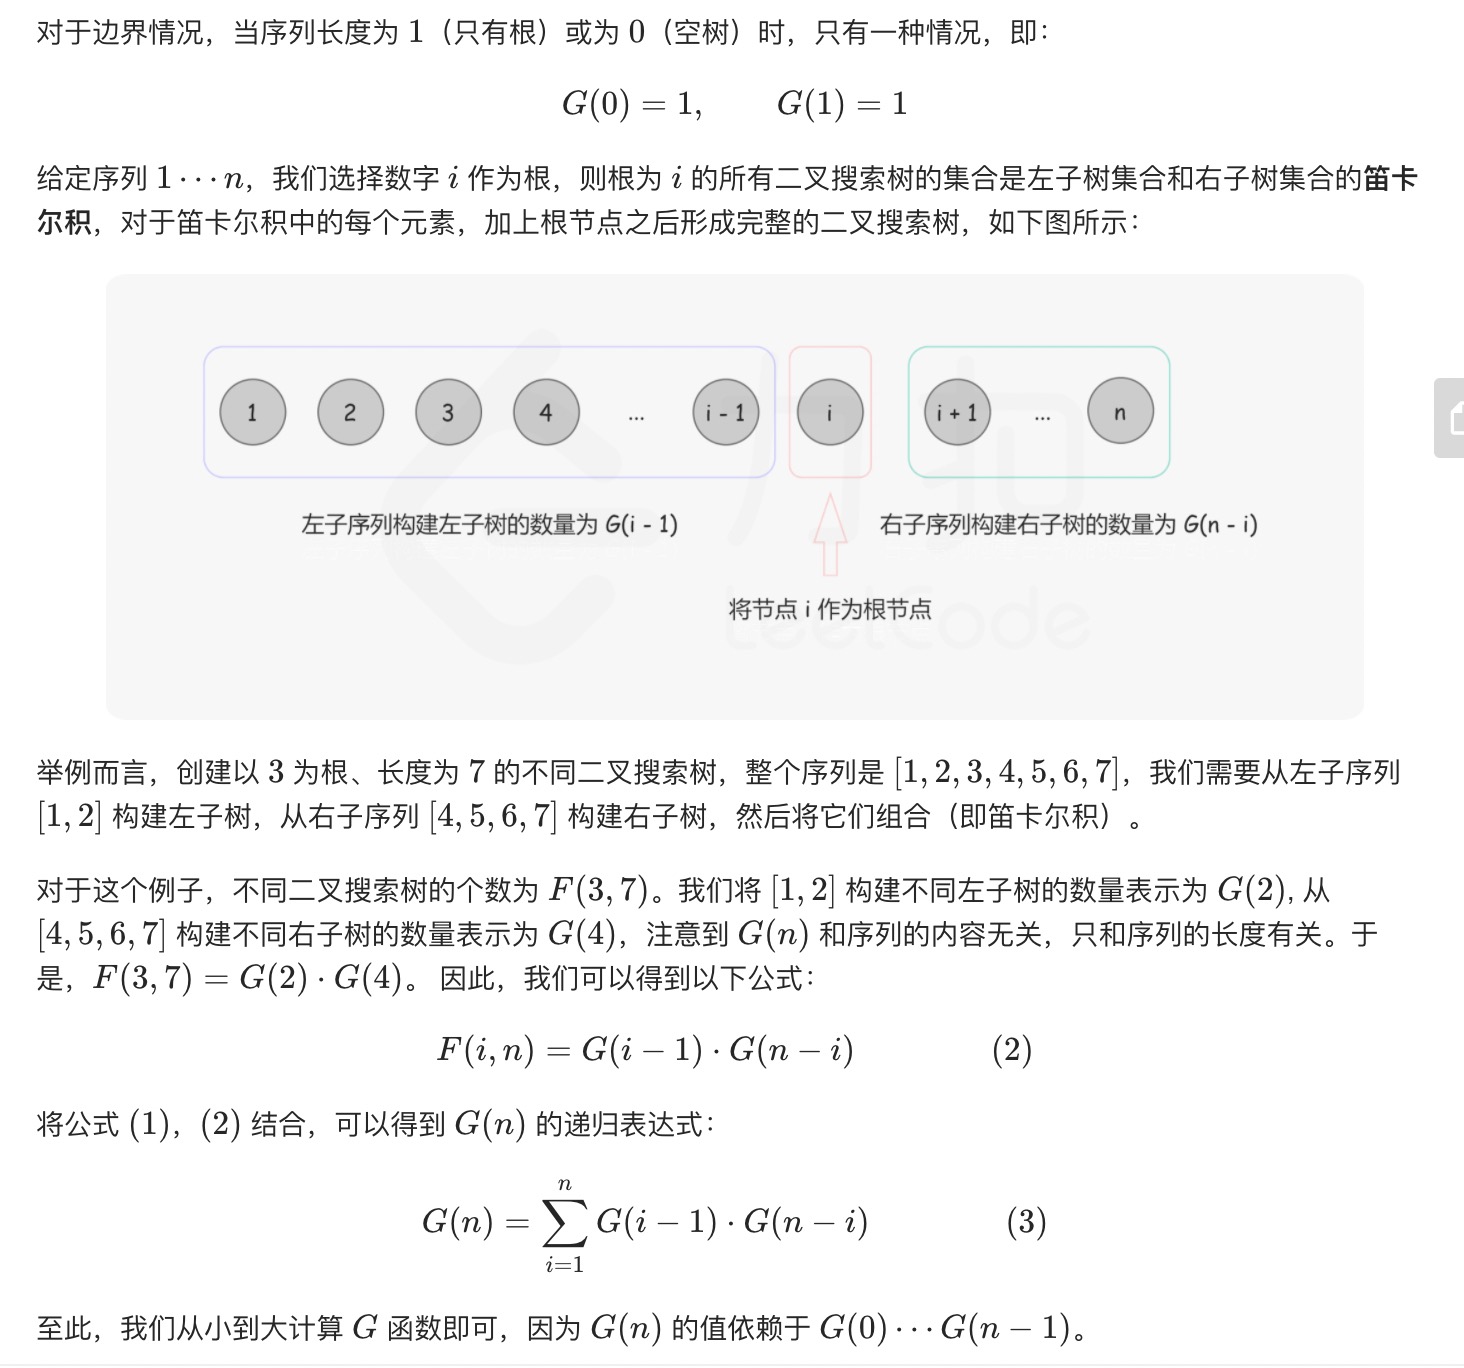 对于边界情况，当序列长度为 1（只有根）或为 0（空树）时，只有一种情况，即：
G(0) = 1,  G(1) = 1
给定序列 1⋯n，我们选择数字 i 作为根，则根为 i 的所有二叉搜索树的集合是左子树集合和右子树集合的笛卡
尔积，对于笛卡尔积中的每个元素，加上根节点之后形成完整的二叉搜索树，如下图所示：
1 2 3 4 ... i - 1 i i + 1 ... n
左子序列构建左子树的数量为 G(i - 1) 右子序列构建右子树的数量为 G(n - i)
将节点 i 作为根节点
力扣
LeetCode
举例而言，创建以 3 为根、长度为 7 的不同二叉搜索树，整个序列是 [1, 2, 3, 4, 5, 6, 7]，我们需要从左子序列
[1, 2] 构建左子树，从右子序列 [4, 5, 6, 7] 构建右子树，然后将它们组合（即笛卡尔积）。
对于这个例子，不同二叉搜索树的个数为 F(3, 7)。我们将 [1, 2] 构建不同左子树的数量表示为 G(2), 从
[4, 5, 6, 7] 构建不同右子树的数量表示为 G(4)，注意到 G(n) 和序列的内容无关，只和序列的长度有关。于
是，F(3, 7) = G(2) · G(4)。 因此，我们可以得到以下公式：
F(i, n) = G(i − 1) · G(n − i)  (2)
将公式 (1)，(2) 结合，可以得到 G(n) 的递归表达式：
G(n) = ∑_{i=1}^{n} G(i − 1) · G(n − i)  (3)
至此，我们从小到大计算 G 函数即可，因为 G(n) 的值依赖于 G(0)⋯G(n − 1)。